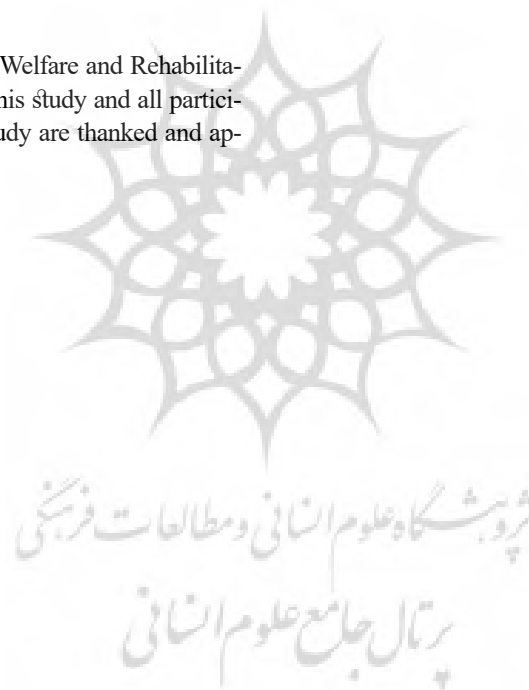 Welfare and Rehabilita-
his study and all partici-
udy are thanked and ap-
پژوهشگاه علوم انسانی و مطالعات فرهنگی
پرتال جامع علوم انسانی